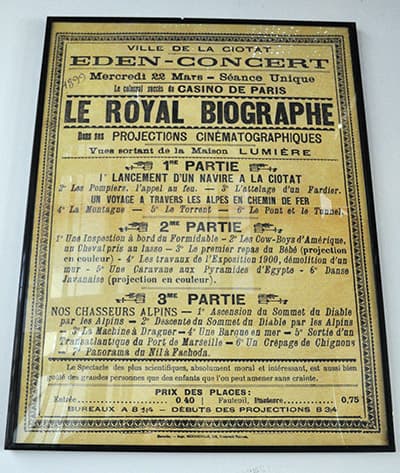 VILLE DE LA CIOTAT
EDEN-CONCERT
1899
Mercredi 22 Mars - Séance Unique
Le colossal succès du CASINO DE PARIS
LE ROYAL BIOGRAPHE
Dans ses PROJECTIONS CINÉMATOGRAPHIQUES
Vues sortant de la Maison LUMIÈRE
1re PARTIE
1° LANCEMENT D'UN NAVIRE A LA CIOTAT
2° Les Pompiers, l'appel au feu. — 3° L'attelage d'un Fardier.
UN VOYAGE A TRAVERS LES ALPES EN CHEMIN DE FER
4° La Montagne — 5° Le Torrent — 6° Le Pont et le Tunnel
2me PARTIE
1° Une Inspection à bord du Formidable - 2° Les Cow-Boys d'Amérique,
un Cheval pris au lasso — 3° Le premier repas du Bébé (projection
en couleur) - 4° Les travaux de l'Exposition 1900, démolition d'un
mur - 5° Une Caravane aux Pyramides d'Egypte - 6° Danse
Javanaise (projection en couleur).
3me PARTIE
NOS CHASSEURS ALPINS — 1° Ascension du Sommet du Diable
par les Alpins — 2° Descente du Sommet du Diable par les Alpins
— 3° La Machine à Draguer — 4° Une Barque en mer — 5° Sortie d'un
Transatlantique du Port de Marseille — 6° Un Crêpage de Chignons
— 7° Panorama du Nil à Fachoda.
Le Spectacle des plus scientifiques, absolument moral et intéressant, est aussi bien
goûté des grandes personnes que des enfants que l'on peut amener sans crainte.
PRIX DES PLACES:
Entrée 0,40 | Fauteuil, 0,75
BUREAUX A 8 1/4 - DÉBUTS DES PROJECTIONS 8 3/4